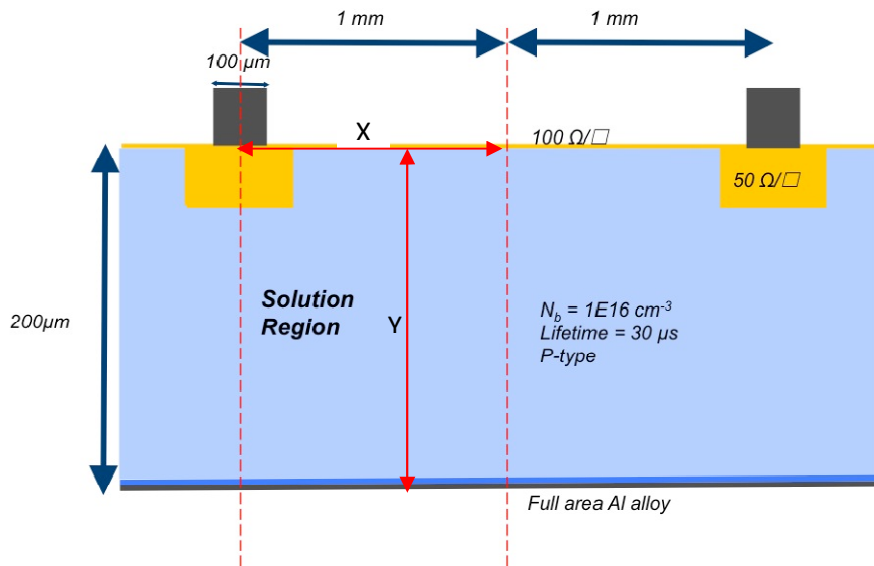 1 mm
1 mm
100 µm
X
100 Ω/□
50 Ω/□
200µm
Solution
Region
Y
N_b = 1E16 cm⁻³
Lifetime = 30 µs
P-type
Full area Al alloy